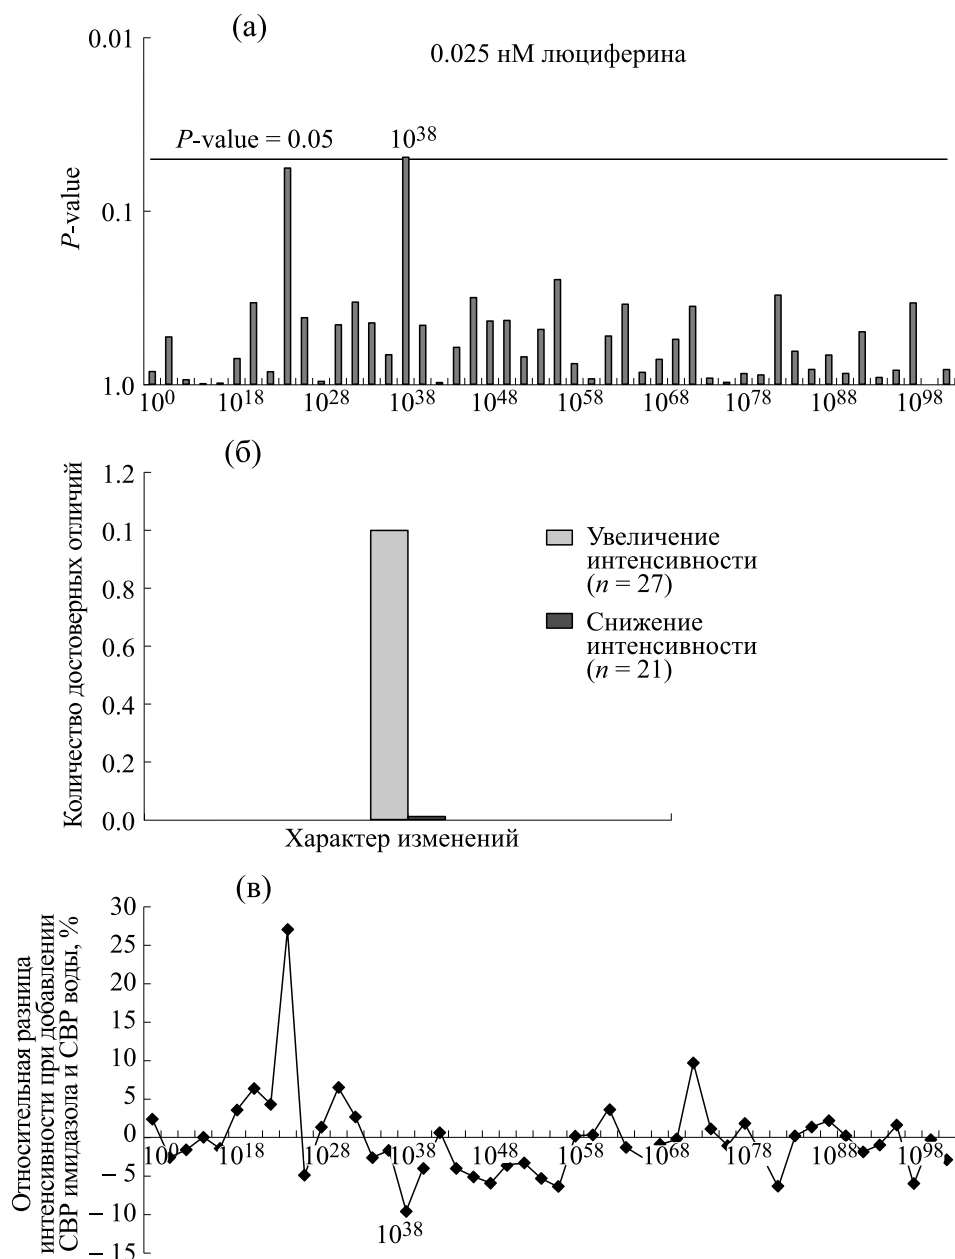 (а)
0.01
0.025 нМ люциферина
P-value = 0.05
10^38
P-value
0.1
1.0
10^0 10^18 10^28 10^38 10^48 10^58 10^68 10^78 10^88 10^98
(б)
Количество достоверных отличий
1.2
0.1
0.8
0.6
0.4
0.2
0.0
Увеличение
интенсивности
(n = 27)
Снижение
интенсивности
(n = 21)
Характер изменений
(в)
Относительная разница
интенсивности при добавлении
СВР имидазола и СВР воды, %
30
25
20
15
10
5
0
– 5
– 10
– 15
10^0 10^18 10^28 10^38 10^48 10^58 10^68 10^78 10^88 10^98
10^38